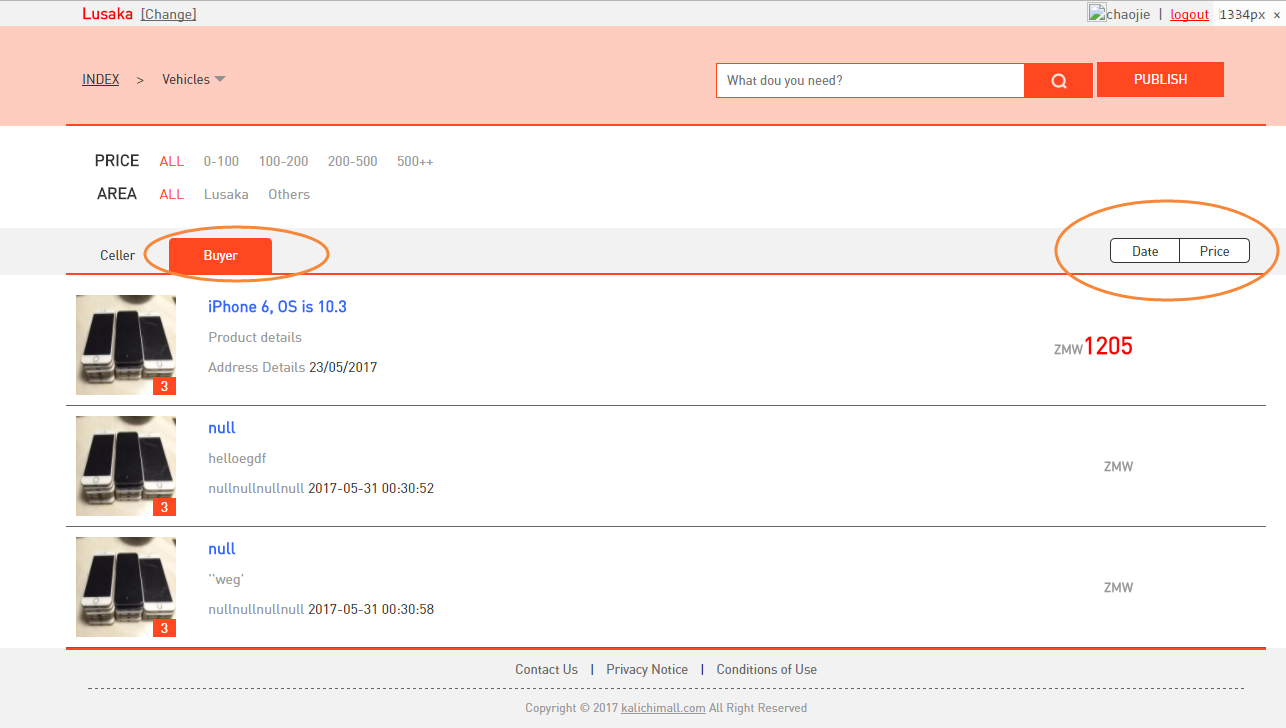 Lusaka [Change] chaojie | logout 1334px ×
INDEX > Vehicles What dou you need? PUBLISH
PRICE ALL 0-100 100-200 200-500 500++
AREA ALL Lusaka Others
Celler Buyer Date Price
iPhone 6, OS is 10.3
Product details
ZMW1205
Address Details 23/05/2017
3
null
helloegdf
ZMW
nullnullnullnull 2017-05-31 00:30:52
3
null
''weg'
ZMW
nullnullnullnull 2017-05-31 00:30:58
3
Contact Us | Privacy Notice | Conditions of Use
Copyright © 2017 kalichimall.com All Right Reserved